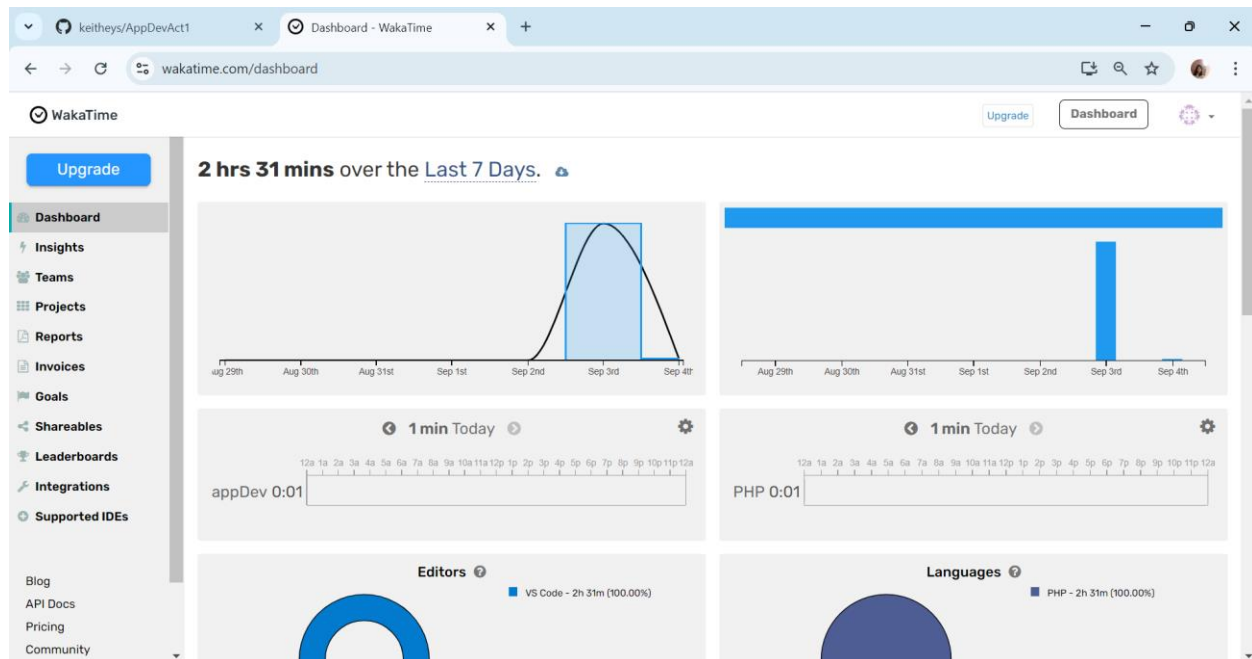 keitheys/AppDevAct1
Dashboard - WakaTime
wakatime.com/dashboard
WakaTime
Upgrade
Dashboard
Upgrade
Dashboard
Insights
Teams
Projects
Reports
Invoices
Goals
Shareables
Leaderboards
Integrations
Supported IDEs
Blog
API Docs
Pricing
Community
2 hrs 31 mins over the Last 7 Days.
ug 29th Aug 30th Aug 31st Sep 1st Sep 2nd Sep 3rd Sep 4th
Aug 29th Aug 30th Aug 31st Sep 1st Sep 2nd Sep 3rd Sep 4th
1 min Today
12a 1a 2a 3a 4a 5a 6a 7a 8a 9a 10a 11a 12p 1p 2p 3p 4p 5p 6p 7p 8p 9p 10p 11p 12a
appDev 0:01
1 min Today
12a 1a 2a 3a 4a 5a 6a 7a 8a 9a 10a 11a 12p 1p 2p 3p 4p 5p 6p 7p 8p 9p 10p 11p 12a
PHP 0:01
Editors
VS Code - 2h 31m (100.00%)
Languages
PHP - 2h 31m (100.00%)